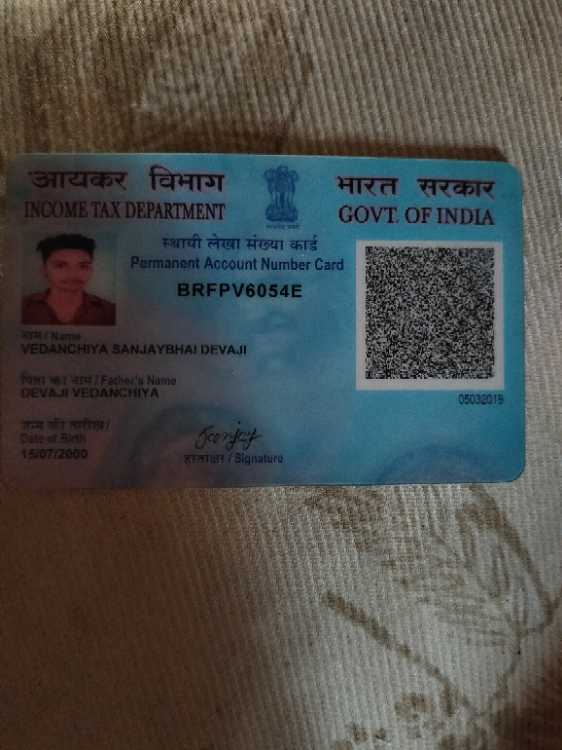 आयकर विभाग
INCOME TAX DEPARTMENT
भारत सरकार
GOVT. OF INDIA
स्थायी लेखा संख्या कार्ड
Permanent Account Number Card
BRFPV6054E
नाम / Name
VEDANCHIYA SANJAYBHAI DEVAJI
पिता का नाम / Father's Name
DEVAJI VEDANCHIYA
05032019
जन्म की तारीख /
Date of Birth
15/07/2000
Sanjay
हस्ताक्षर / Signature